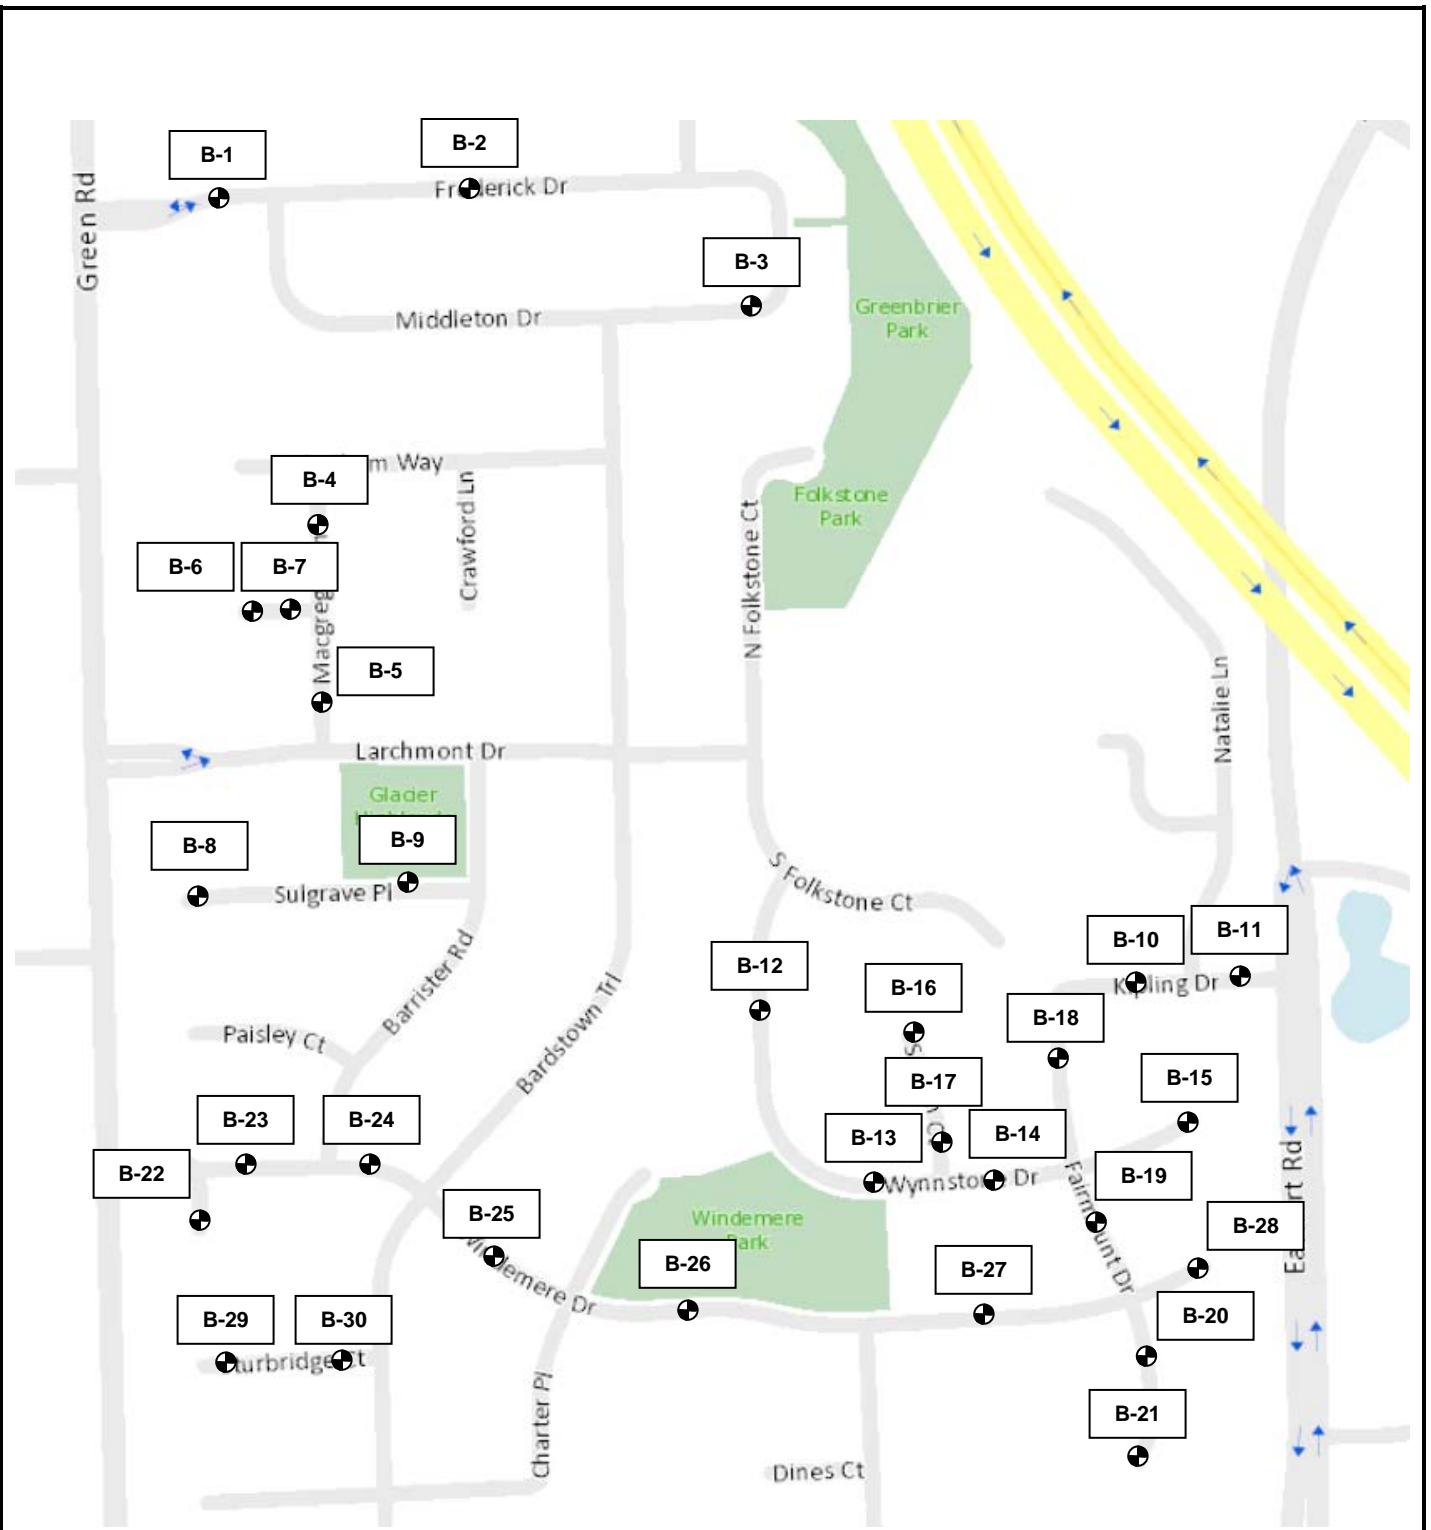 B-1
B-2
Green Rd
Frederick Dr
B-3
Middleton Dr
Greenbrier
Park
B-4
Way
Crawford Ln
Folkstone
Park
N Folkstone Ct
B-6
B-7
B-5
Natalie Ln
Larchmont Dr
Glacier
B-8
B-9
Sulgrave Pl
S Folkstone Ct
B-10
B-11
Kipling Dr
Barrister Rd
B-12
B-16
B-18
Bardstown Trl
Paisley Ct
B-17
B-15
B-23
B-24
B-13
B-14
B-22
Wynnstone Dr
B-19
Fairmount Dr
Rd
B-25
Windemere
Park
B-28
Windemere Dr
B-26
B-27
B-29
B-30
B-20
Sturbridge Ct
B-21
Charter Pl
Dines Ct